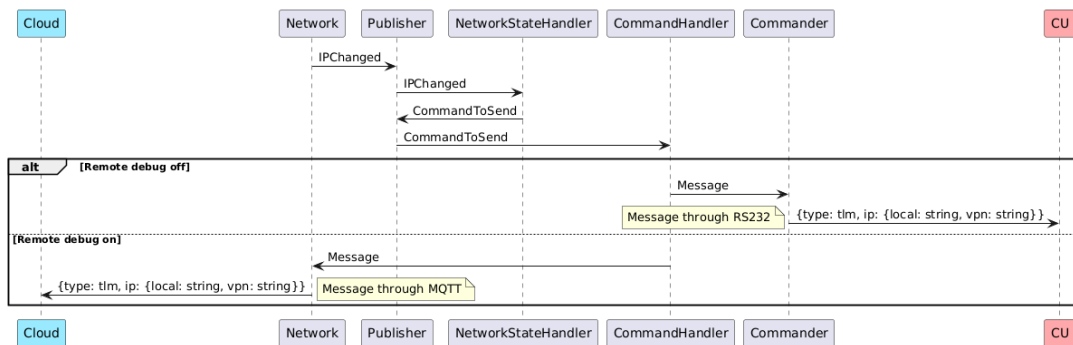 Cloud Network Publisher NetworkStateHandler CommandHandler Commander CU
IPChanged
IPChanged
CommandToSend
CommandToSend
alt [Remote debug off]
Message
Message through RS232 {type: tlm, ip: {local: string, vpn: string}}
[Remote debug on]
Message
{type: tlm, ip: {local: string, vpn: string}} Message through MQTT
Cloud Network Publisher NetworkStateHandler CommandHandler Commander CU